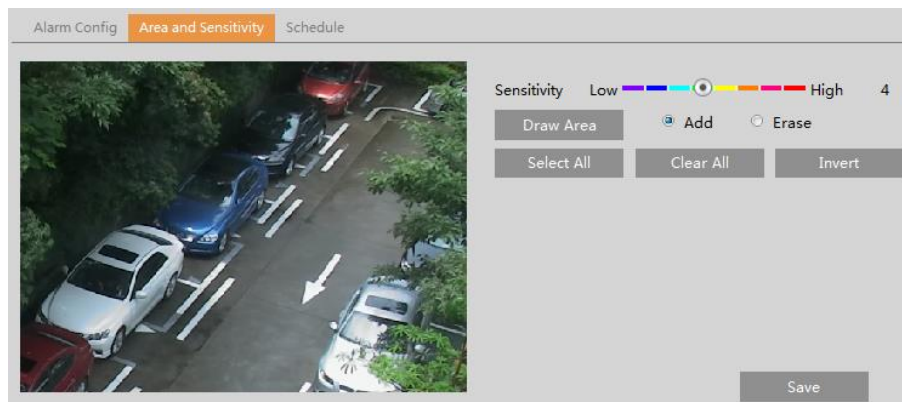 Alarm Config Area and Sensitivity Schedule
Sensitivity Low High 4
Draw Area Add Erase
Select All Clear All Invert
Save